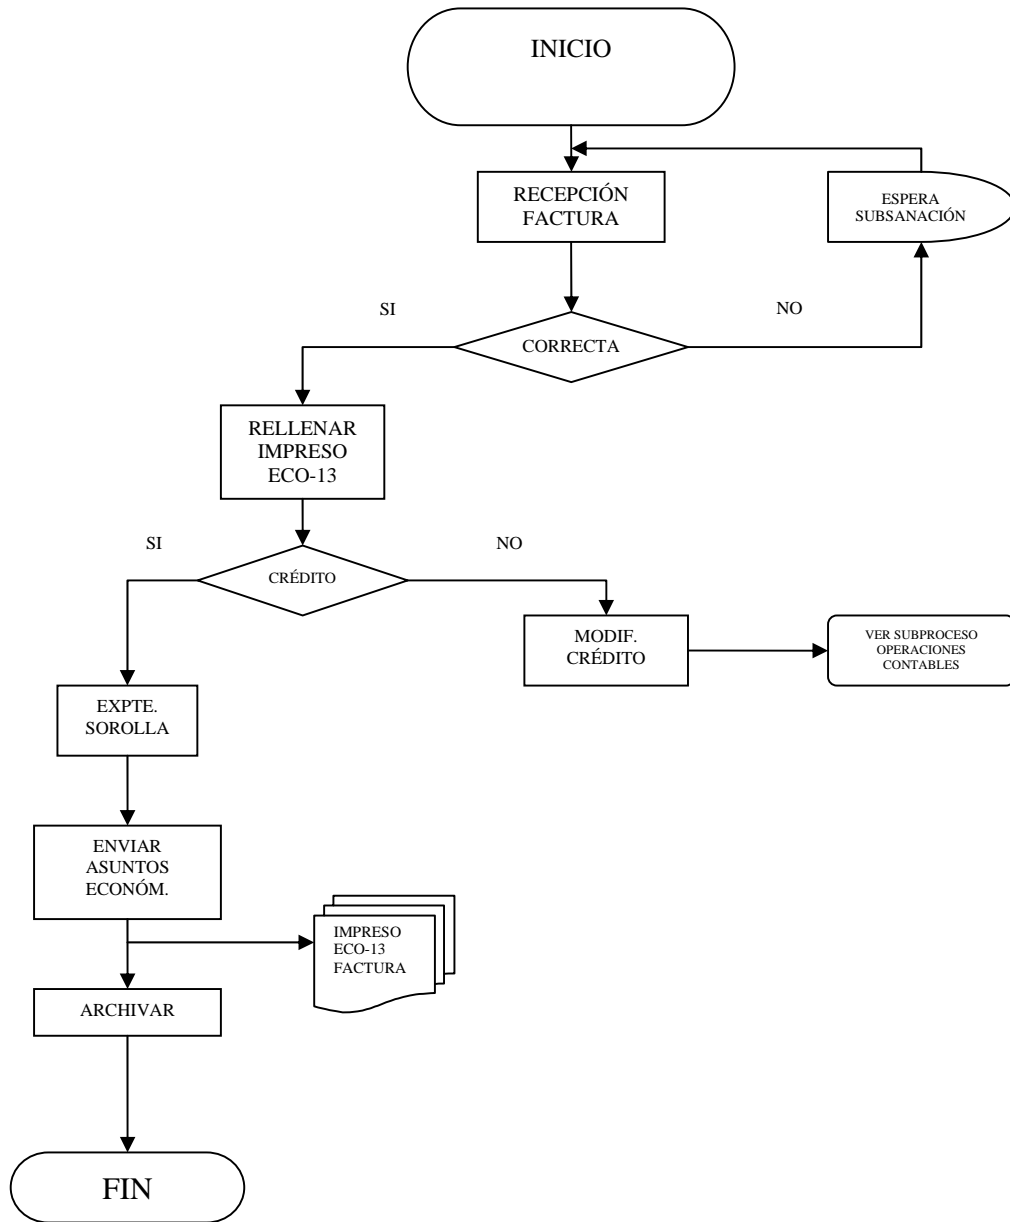 INICIO
RECEPCIÓN
FACTURA
ESPERA
SUBSANACIÓN
SI
NO
CORRECTA
RELLENAR
IMPRESO
ECO-13
SI
NO
CRÉDITO
MODIF.
CRÉDITO
VER SUBPROCESO
OPERACIONES
CONTABLES
EXPTE.
SOROLLA
ENVIAR
ASUNTOS
ECONÓM.
IMPRESO
ECO-13
FACTURA
ARCHIVAR
FIN